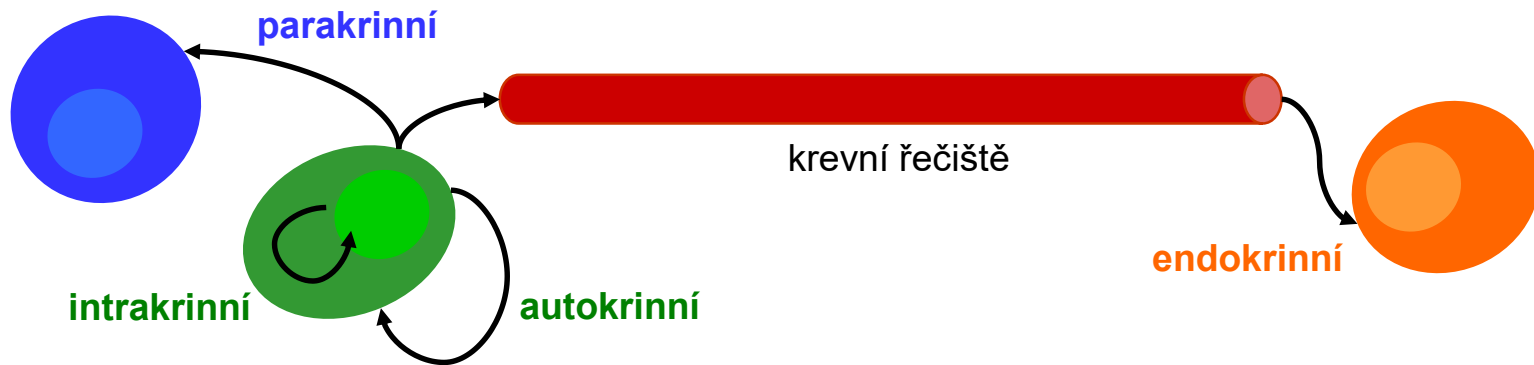 parakrinní
krevní řečiště
endokrinní
intrakrinní
autokrinní